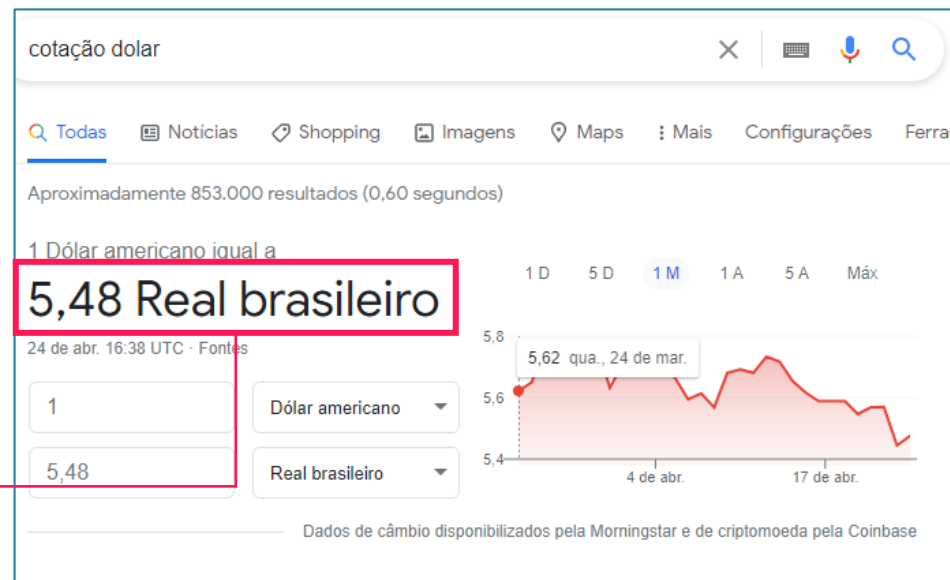 cotação dolar
Todas Notícias Shopping Imagens Maps Mais Configurações Ferra
Aproximadamente 853.000 resultados (0,60 segundos)
1 Dólar americano igual a
5,48 Real brasileiro
24 de abr. 16:38 UTC · Fontes
1 Dólar americano
5,48 Real brasileiro
1 D 5 D 1 M 1 A 5 A Máx
5,8
5,62 qua., 24 de mar.
5,6
5,4
4 de abr. 17 de abr.
Dados de câmbio disponibilizados pela Morningstar e de criptomoeda pela Coinbase